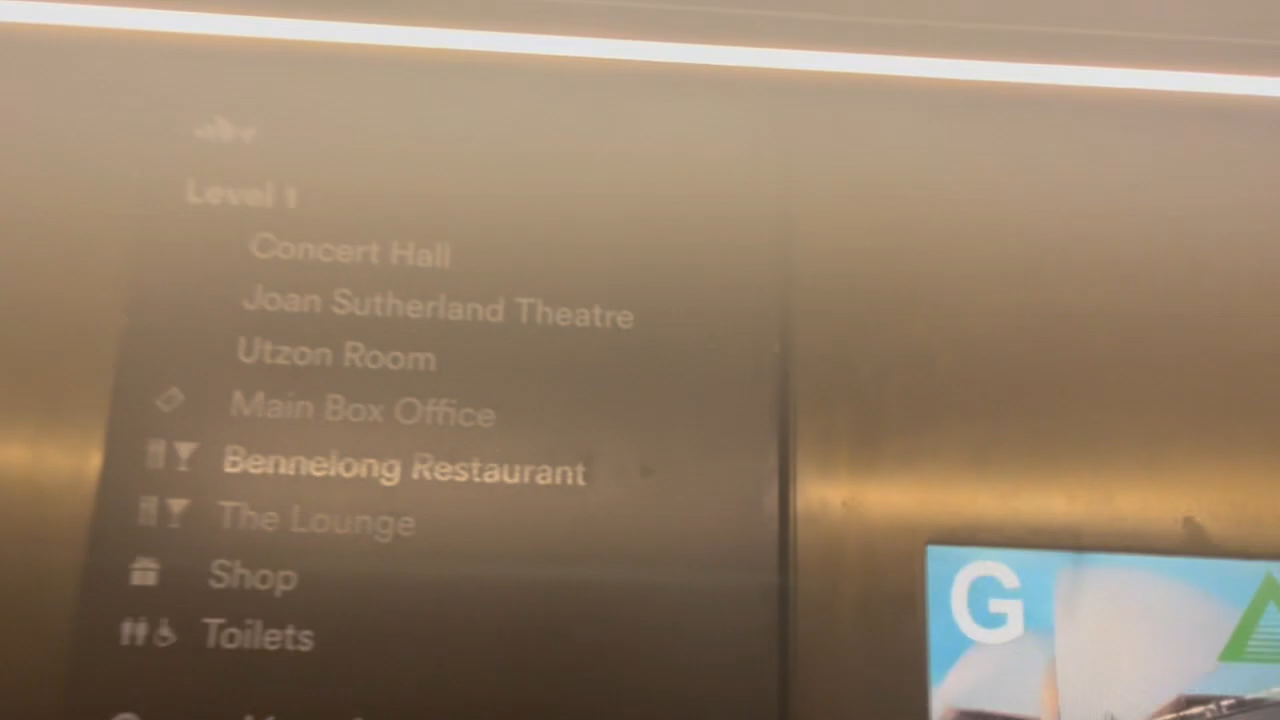 Level 1
Concert Hall
Joan Sutherland Theatre
Utzon Room
Main Box Office
Bennelong Restaurant
The Lounge
Shop
Toilets
G